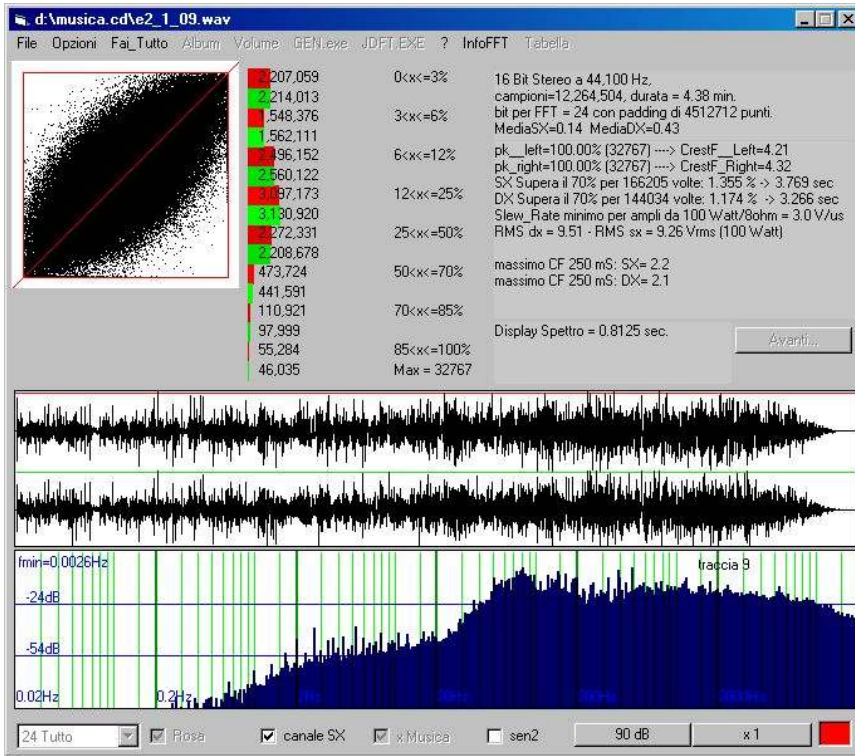 d:\musica.cd\e2_1_09.wav
File Opzioni Fai_Tutto Album Volume GEN.exe JDFT.EXE ? InfoFFT Tabella
2,207,059 0<x<=3%
2,214,013
1,548,376 3<x<=6%
1,562,111
2,496,152 6<x<=12%
2,560,122
3,097,173 12<x<=25%
3,130,920
2,272,331 25<x<=50%
2,208,678
473,724 50<x<=70%
441,591
110,921 70<x<=85%
97,999
55,284 85<x<=100%
46,035 Max = 32767
16 Bit Stereo a 44,100 Hz,
campioni=12,264,504, durata = 4.38 min.
bit per FFT = 24 con padding di 4512712 punti.
MediaSX=0.14 MediaDX=0.43
pk__left=100.00% (32767) ----> CrestF__Left=4.21
pk_right=100.00% (32767) ----> CrestF_Right=4.32
SX Supera il 70% per 166205 volte: 1.355 % -> 3.769 sec
DX Supera il 70% per 144034 volte: 1.174 % -> 3.266 sec
Slew_Rate minimo per ampli da 100 Watt/8ohm = 3.0 V/us
RMS dx = 9.51 - RMS sx = 9.26 Vrms (100 Watt)
massimo CF 250 mS: SX= 2.2
massimo CF 250 mS: DX= 2.1
Display Spettro = 0.8125 sec.
Avanti...
fmin=0.0026Hz
traccia 9
-24dB
-54dB
0.02Hz 0.2Hz 2Hz 20Hz 200Hz 2000Hz
24 Tutto Rosa canale SX x Musica sen2 90 dB x 1